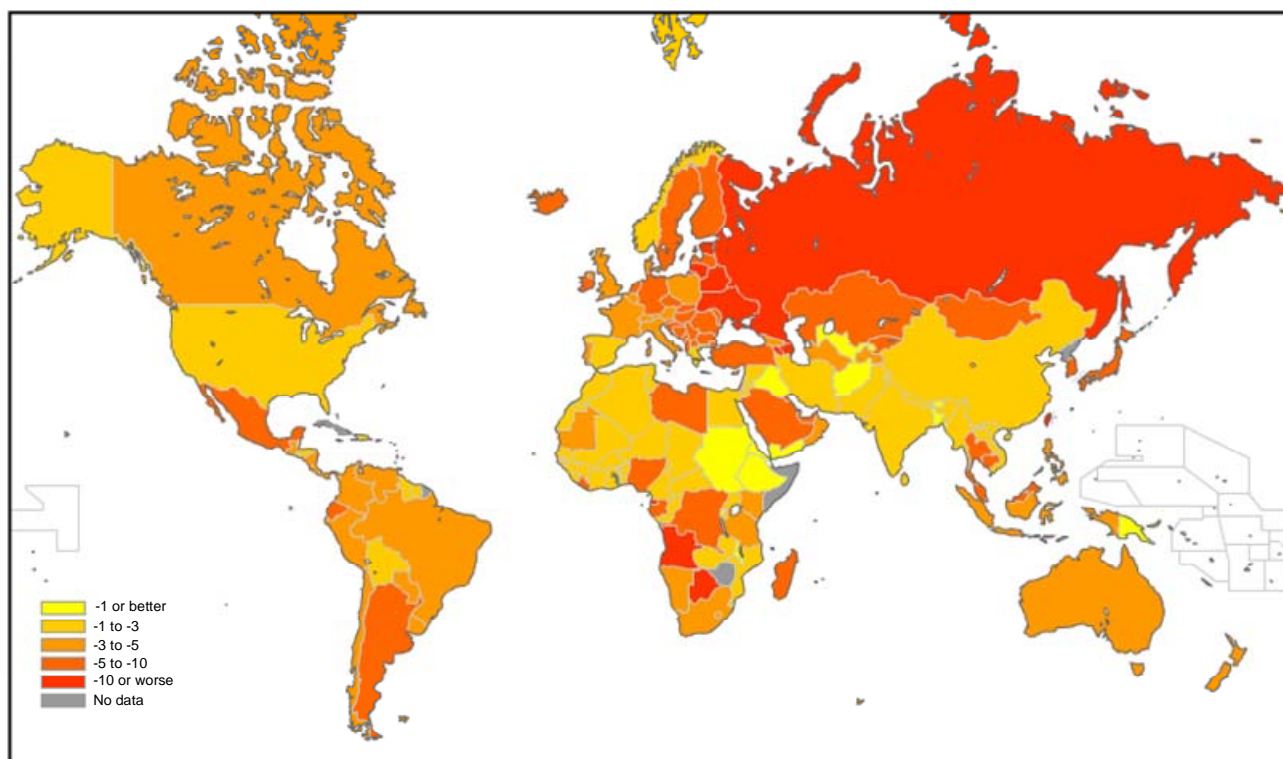 -1 or better
-1 to -3
-3 to -5
-5 to -10
-10 or worse
No data